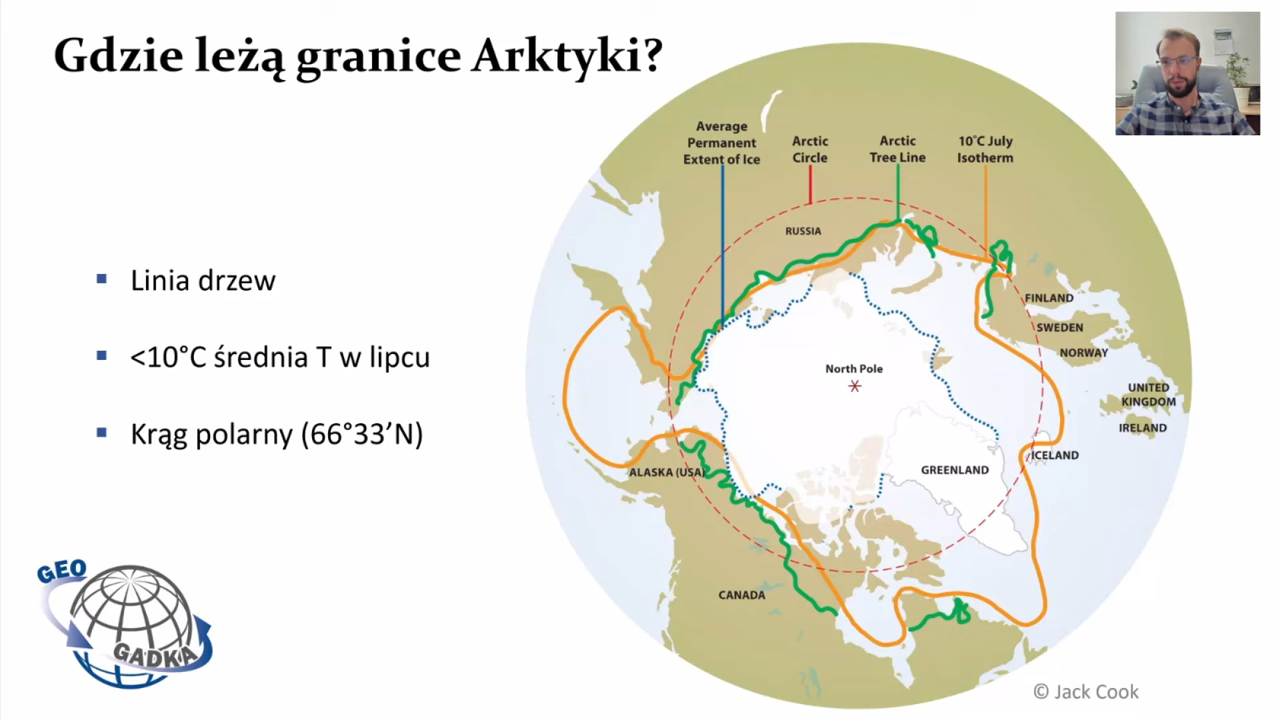 Gdzie leżą granice Arktyki?
Average
Permanent
Extent of Ice
Arctic
Circle
Arctic
Tree Line
10°C July
Isotherm
RUSSIA
▪ Linia drzew
FINLAND
SWEDEN
NORWAY
▪ <10°C średnia T w lipcu
North Pole
UNITED
KINGDOM
IRELAND
▪ Krąg polarny (66°33’N)
ICELAND
GREENLAND
ALASKA (USA)
CANADA
GEO
GADKA
© Jack Cook